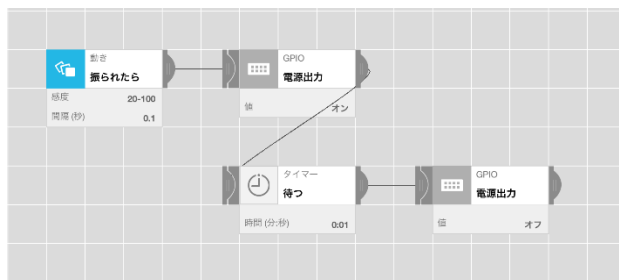 動き
振られたら
感度 20-100
間隔 (秒) 0.1
GPIO
電源出力
値 オン
タイマー
待つ
時間 (分:秒) 0:01
GPIO
電源出力
値 オフ